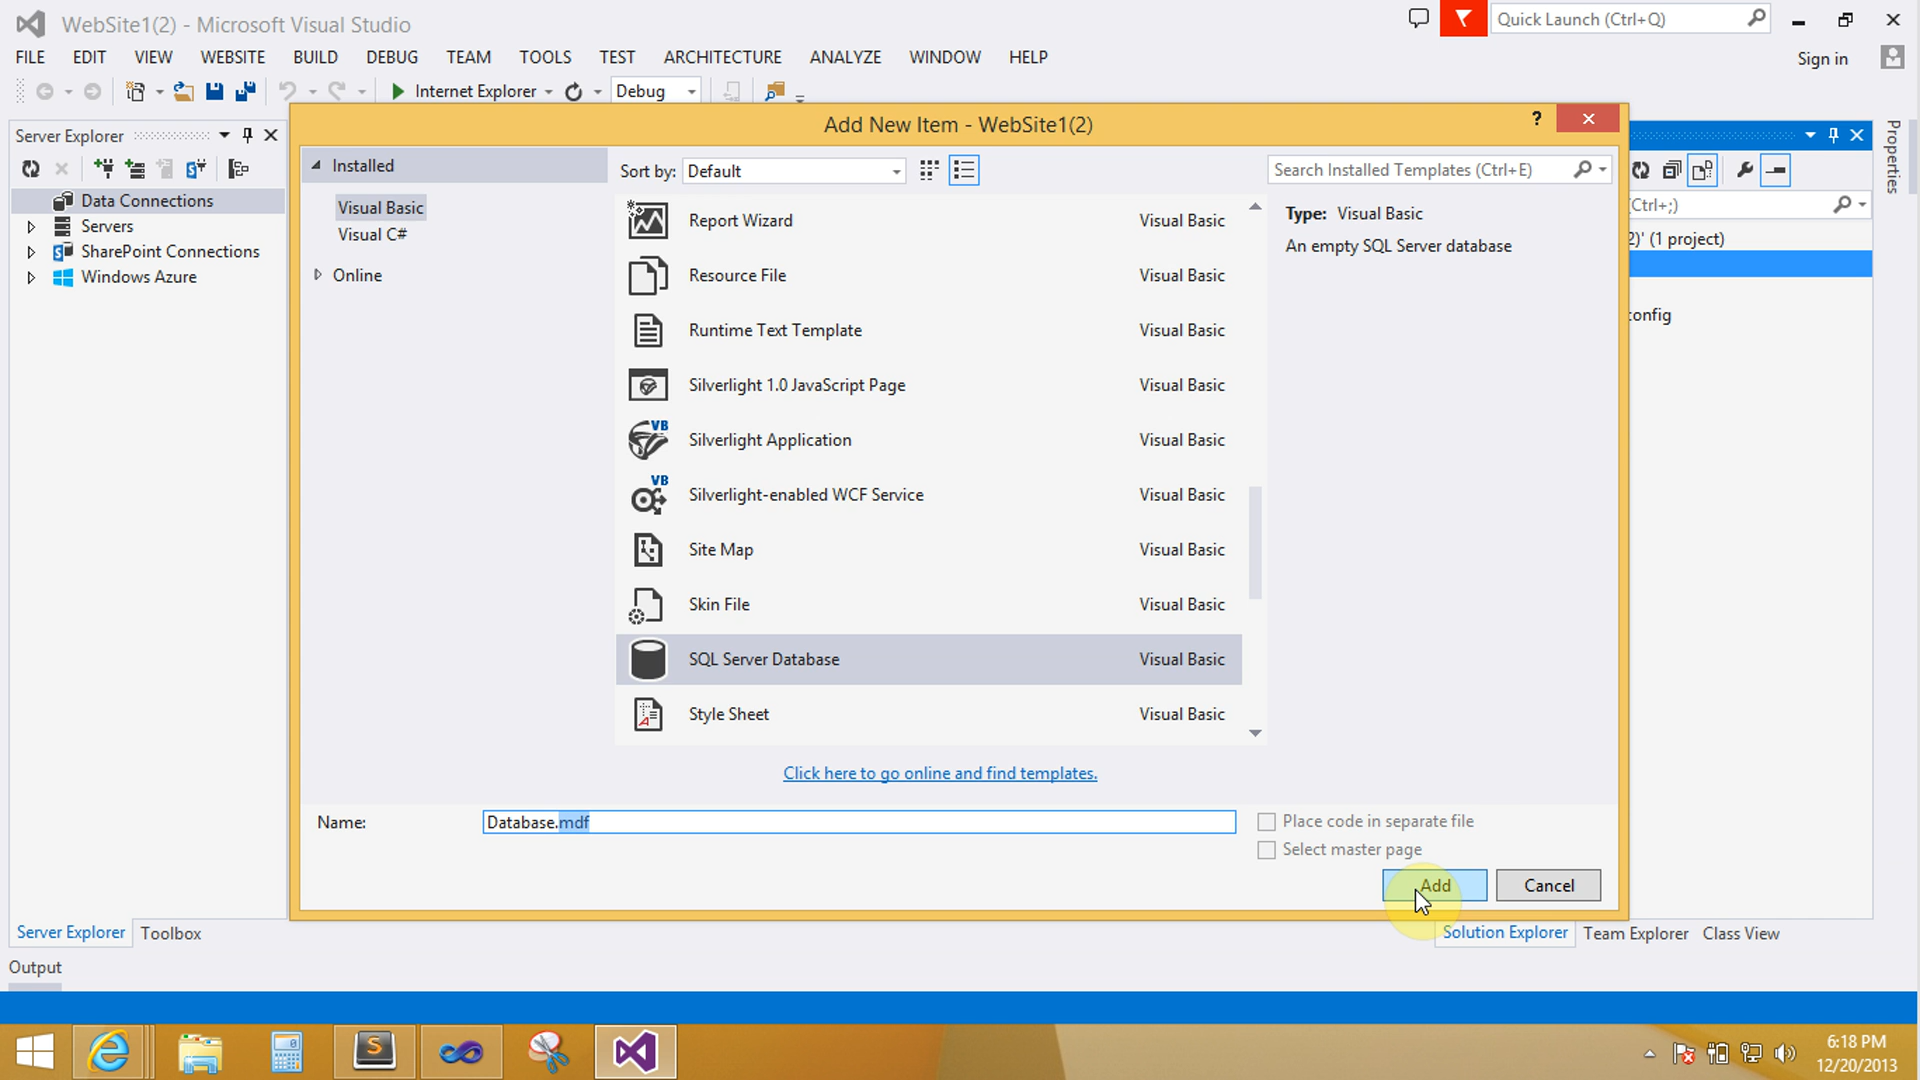 WebSite1(2) - Microsoft Visual Studio
Quick Launch (Ctrl+Q)
FILE EDIT VIEW WEBSITE BUILD DEBUG TEAM TOOLS TEST ARCHITECTURE ANALYZE WINDOW HELP
Sign in
Internet Explorer
Debug
Server Explorer
Data Connections
Servers
SharePoint Connections
Windows Azure
Add New Item - WebSite1(2)
?
Installed
Visual Basic
Visual C#
Online
Sort by: Default
Search Installed Templates (Ctrl+E)
Report Wizard Visual Basic
Resource File Visual Basic
Runtime Text Template Visual Basic
Silverlight 1.0 JavaScript Page Visual Basic
VB
Silverlight Application Visual Basic
VB
Silverlight-enabled WCF Service Visual Basic
Site Map Visual Basic
Skin File Visual Basic
SQL Server Database Visual Basic
Style Sheet Visual Basic
Click here to go online and find templates.
Type: Visual Basic
An empty SQL Server database
Name: Database.mdf
Place code in separate file
Select master page
Add
Cancel
(Ctrl+;)
2)' (1 project)
config
Properties
Server Explorer Toolbox
Solution Explorer Team Explorer Class View
Output
6:18 PM
12/20/2013